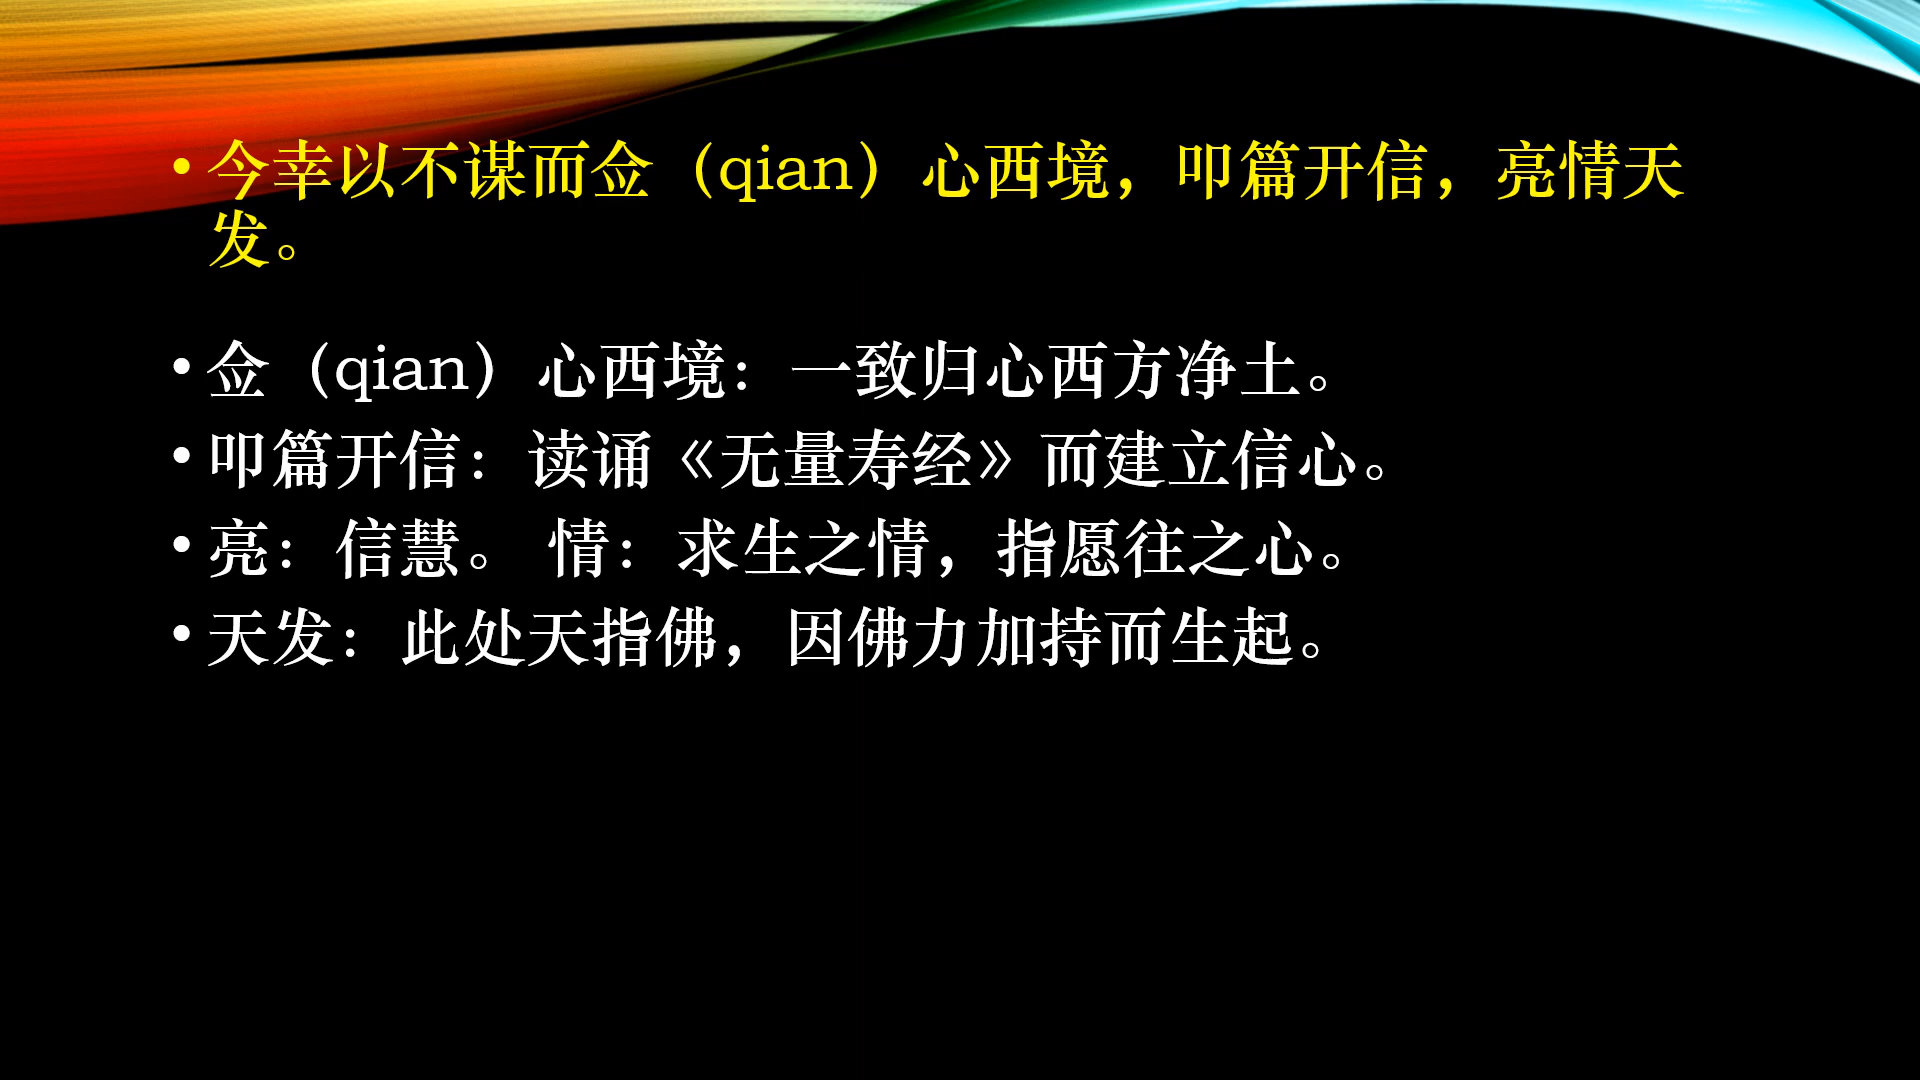 • 今幸以不谋而佥（qian）心西境，叩篇开信，亮情天
发。
• 佥（qian）心西境：一致归心西方净土。
• 叩篇开信：读诵《无量寿经》而建立信心。
• 亮：信慧。 情：求生之情，指愿往之心。
• 天发：此处天指佛，因佛力加持而生起。